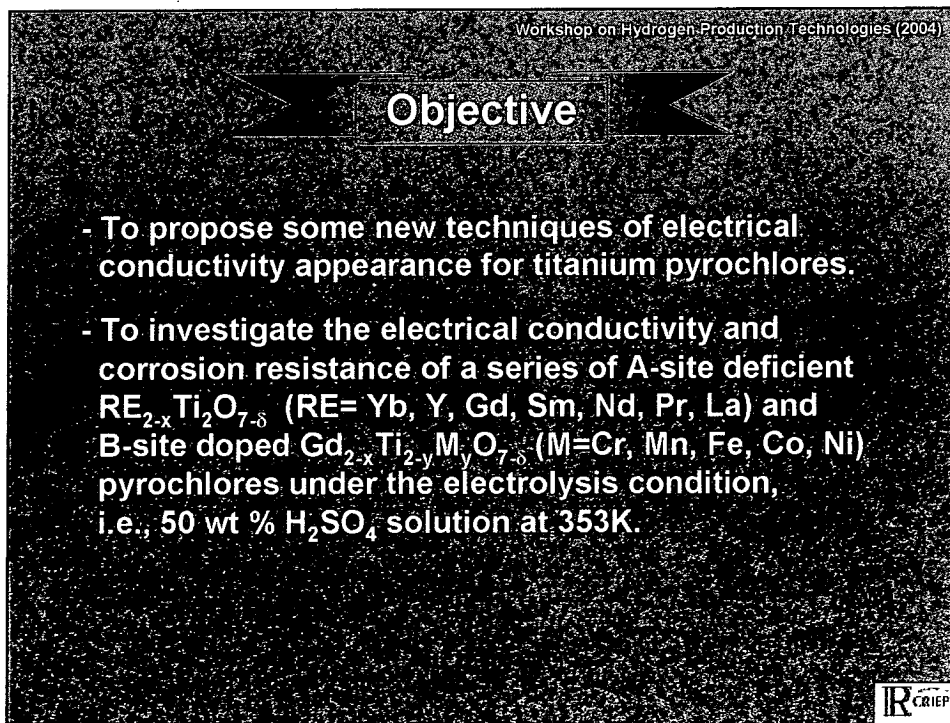 Workshop on Hydrogen Production Technologies (2004)
Objective
- To propose some new techniques of electrical
conductivity appearance for titanium pyrochlores.
- To investigate the electrical conductivity and
corrosion resistance of a series of A-site deficient
RE₂₋ₓTi₂O₇₋δ (RE= Yb, Y, Gd, Sm, Nd, Pr, La) and
B-site doped Gd₂₋ₓTi₂₋yMyO₇₋δ (M=Cr, Mn, Fe, Co, Ni)
pyrochlores under the electrolysis condition,
i.e., 50 wt % H₂SO₄ solution at 353K.
CRIEP